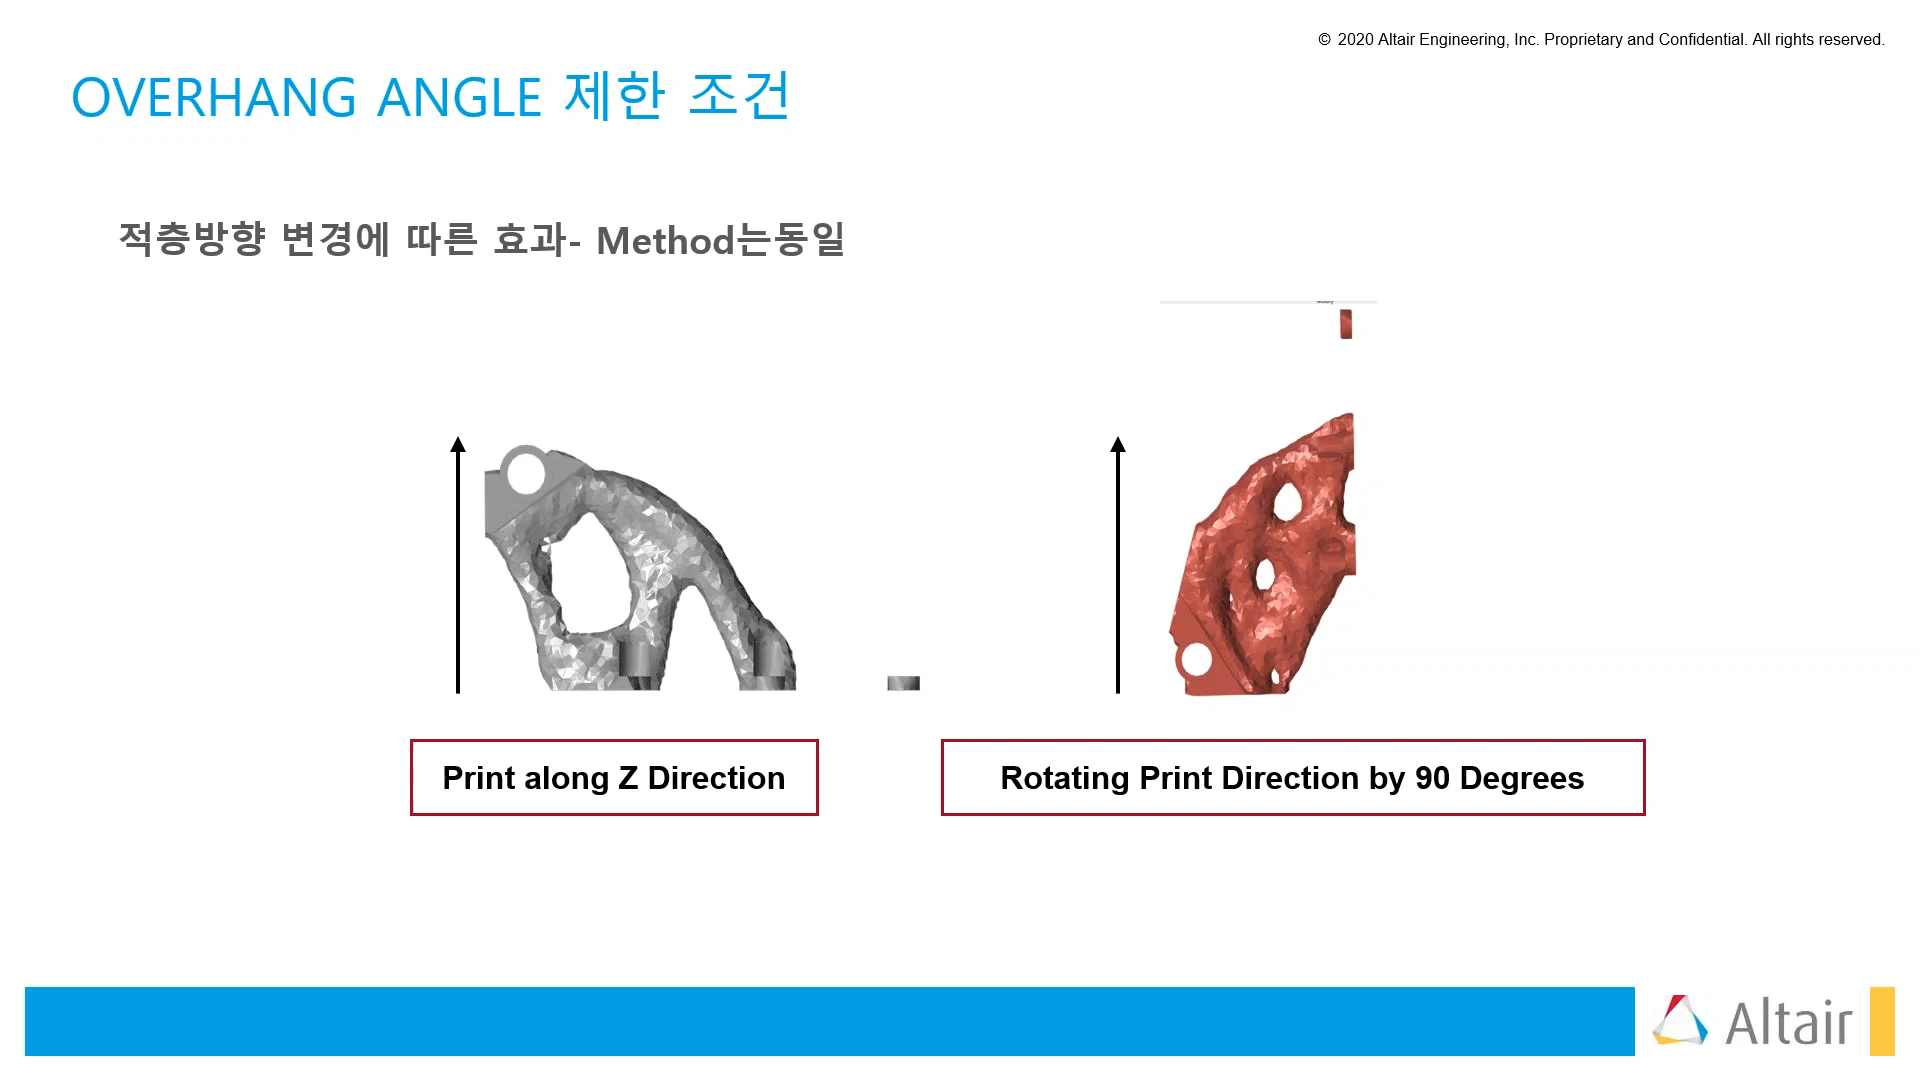 © 2020 Altair Engineering, Inc. Proprietary and Confidential. All rights reserved.
OVERHANG ANGLE 제한 조건
적층방향 변경에 따른 효과- Method는동일
Print along Z Direction
Rotating Print Direction by 90 Degrees
Altair